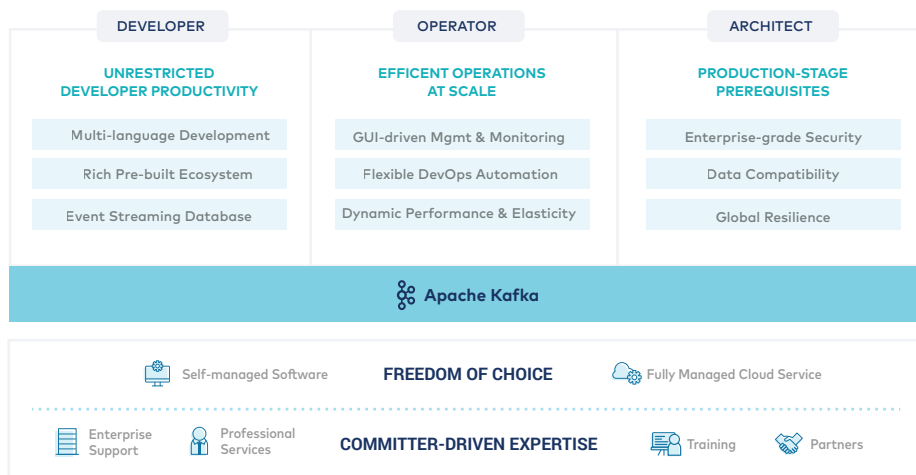 DEVELOPER
UNRESTRICTED
DEVELOPER PRODUCTIVITY
Multi-language Development
Rich Pre-built Ecosystem
Event Streaming Database
OPERATOR
EFFICENT OPERATIONS
AT SCALE
GUI-driven Mgmt & Monitoring
Flexible DevOps Automation
Dynamic Performance & Elasticity
ARCHITECT
PRODUCTION-STAGE
PREREQUISITES
Enterprise-grade Security
Data Compatibility
Global Resilience
Apache Kafka
Self-managed Software
FREEDOM OF CHOICE
Fully Managed Cloud Service
Enterprise
Support
Professional
Services
COMMITTER-DRIVEN EXPERTISE
Training
Partners